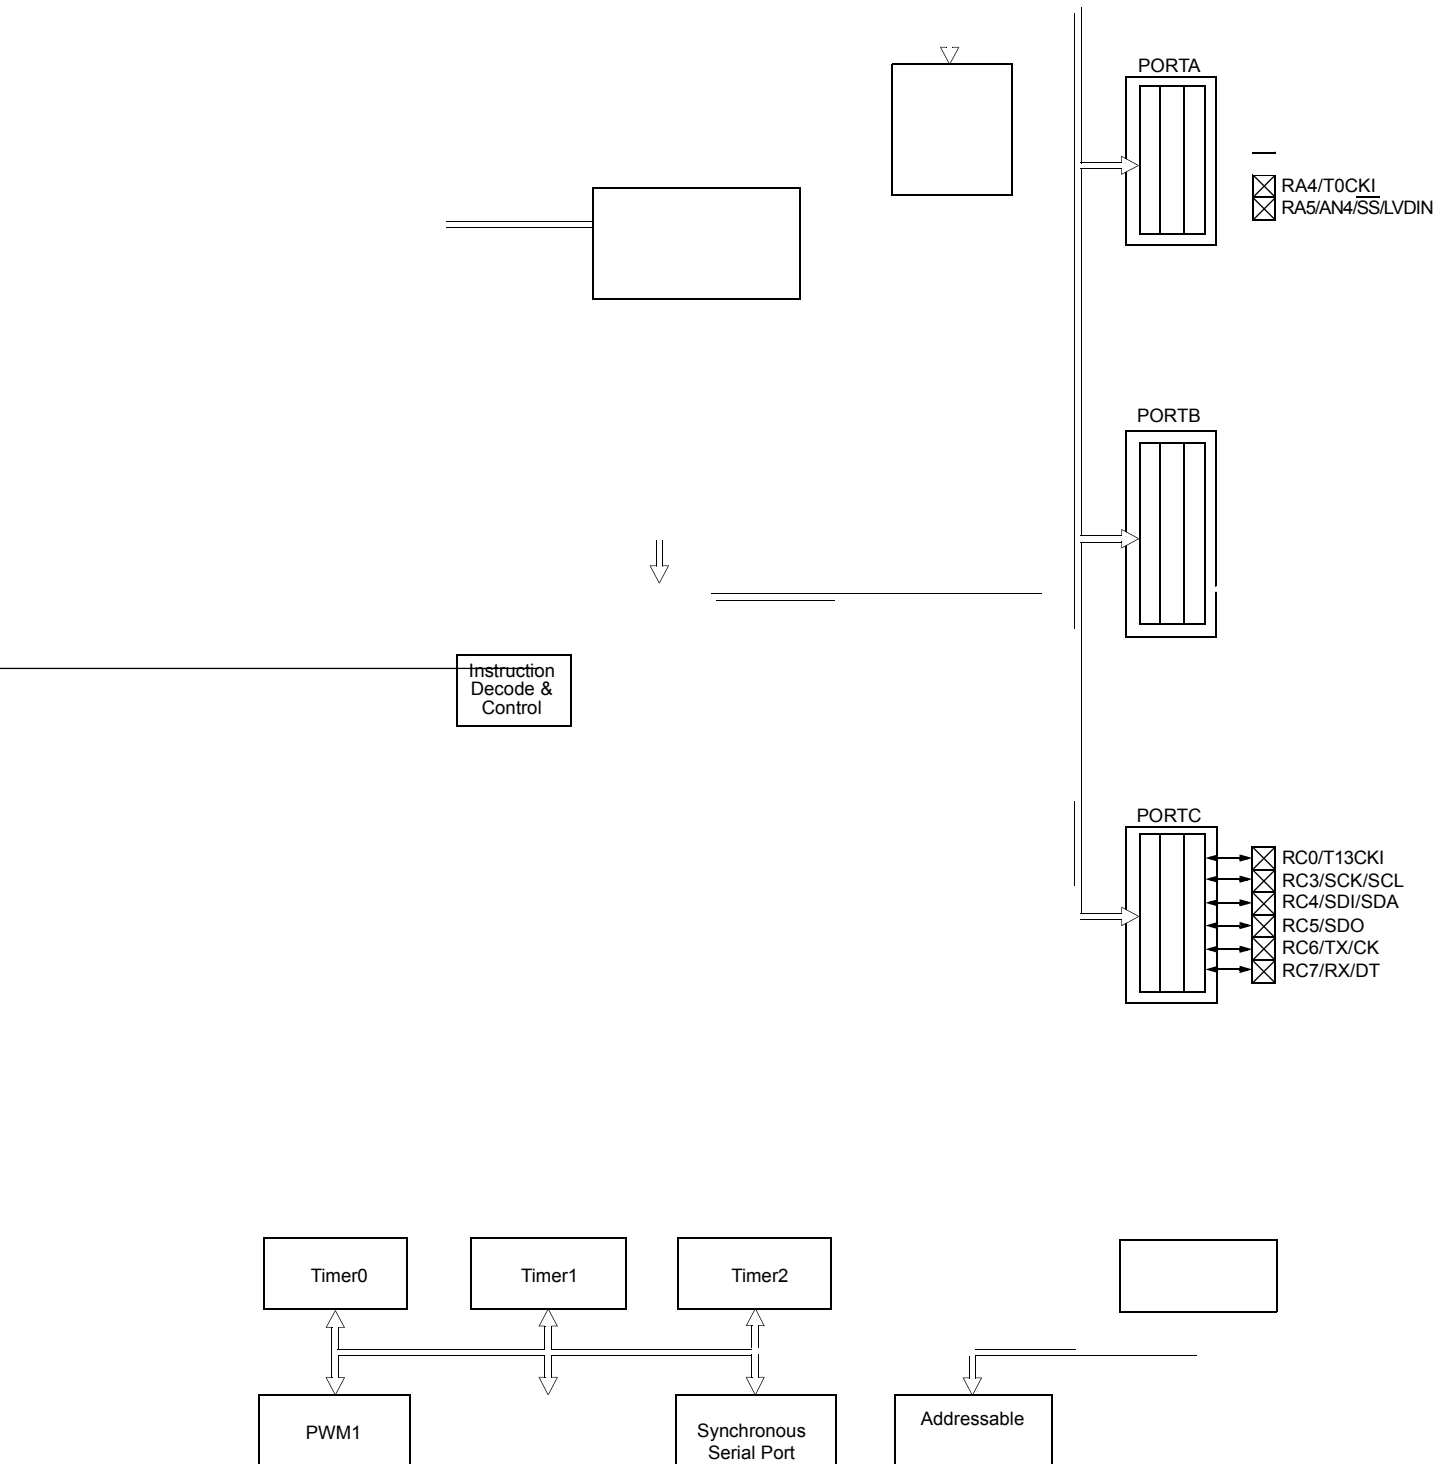 PORTA
RA4/T0CKI
RA5/AN4/SS/LVDIN
PORTB
Instruction
Decode &
Control
PORTC
RC0/T13CKI
RC3/SCK/SCL
RC4/SDI/SDA
RC5/SDO
RC6/TX/CK
RC7/RX/DT
Timer0
Timer1
Timer2
PWM1
Synchronous
Serial Port
Addressable